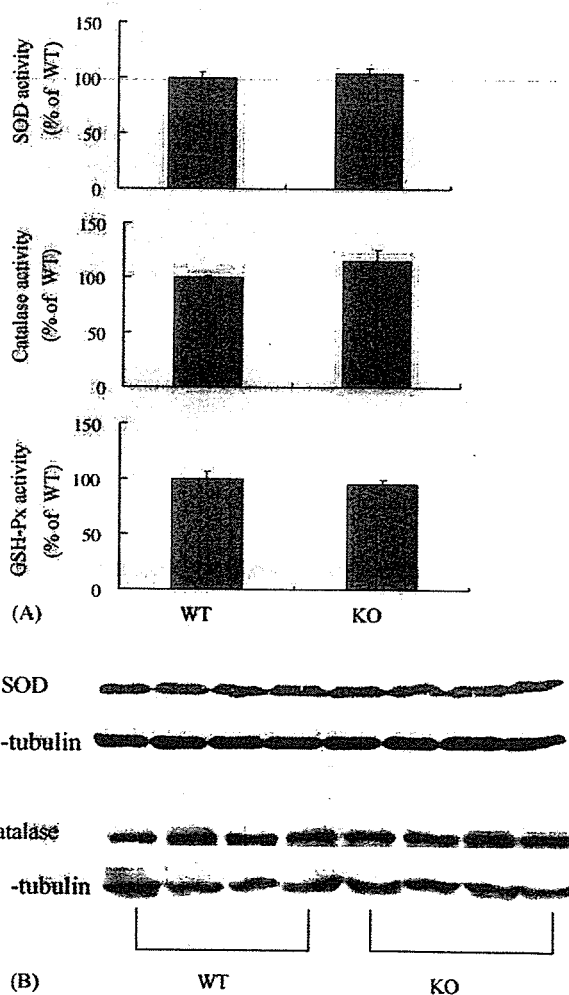 SOD activity
(% of WT)
150
100
50
0
Catalase activity
(% of WT)
150
100
50
0
GSH-Px activity
(% of WT)
150
100
50
0
(A)
WT
KO
SOD
-tubulin
atalase
-tubulin
(B)
WT
KO